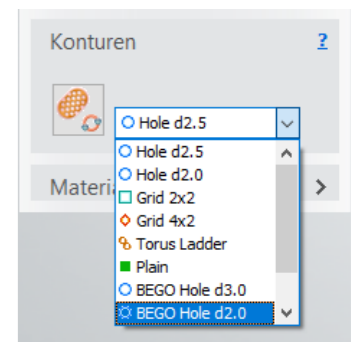 Konturen ?
Hole d2.5
Hole d2.5
Hole d2.0
Grid 2x2
Grid 4x2
Torus Ladder
Plain
BEGO Hole d3.0
BEGO Hole d2.0